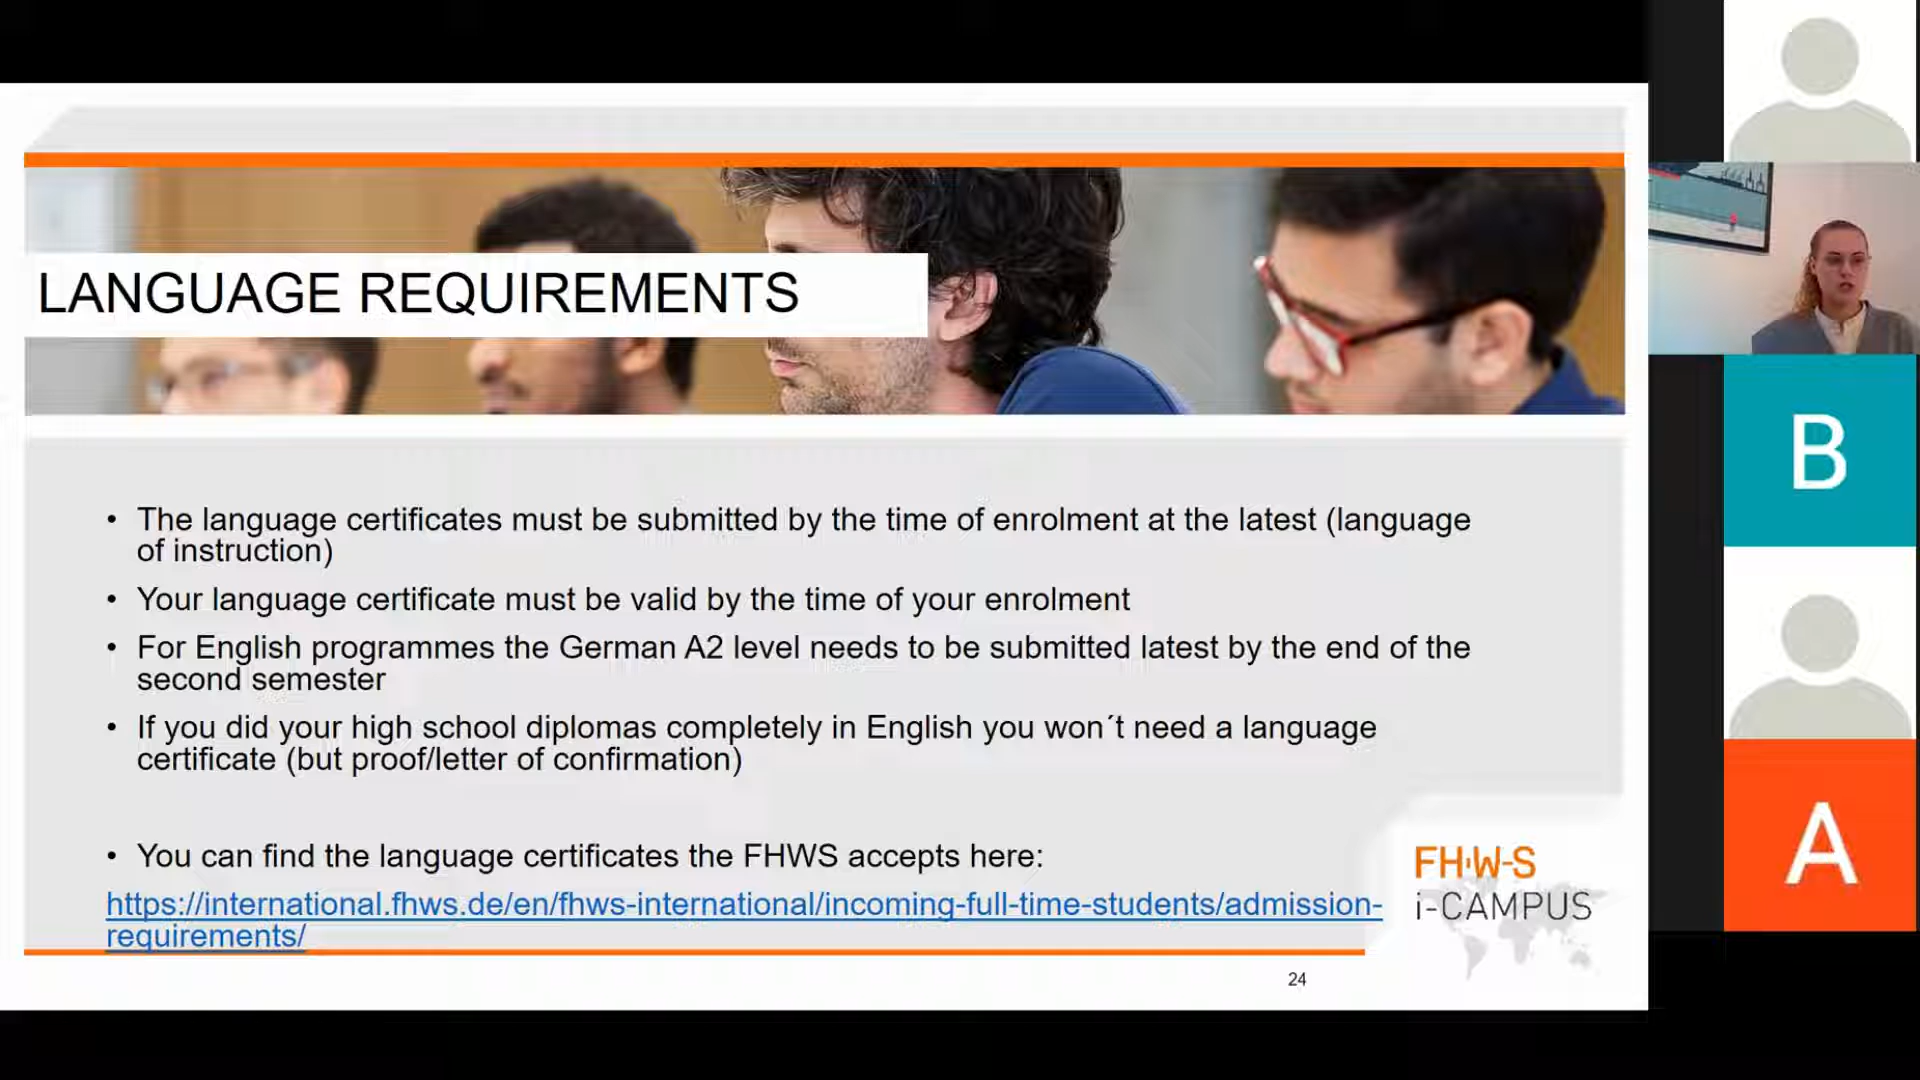 LANGUAGE REQUIREMENTS
• The language certificates must be submitted by the time of enrolment at the latest (language
of instruction)
• Your language certificate must be valid by the time of your enrolment
• For English programmes the German A2 level needs to be submitted latest by the end of the
second semester
• If you did your high school diplomas completely in English you won´t need a language
certificate (but proof/letter of confirmation)
• You can find the language certificates the FHWS accepts here:
https://international.fhws.de/en/fhws-international/incoming-full-time-students/admission-
requirements/
FH·W-S
i-CAMPUS
24
B
A